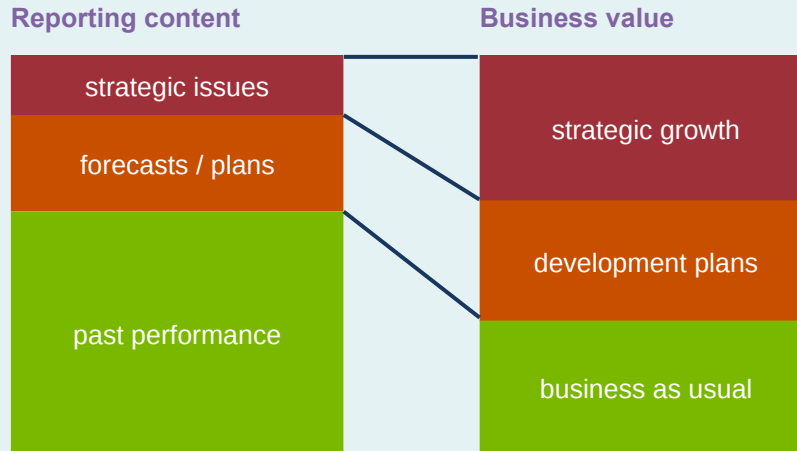 Reporting content
Business value
strategic issues
forecasts / plans
past performance
strategic growth
development plans
business as usual